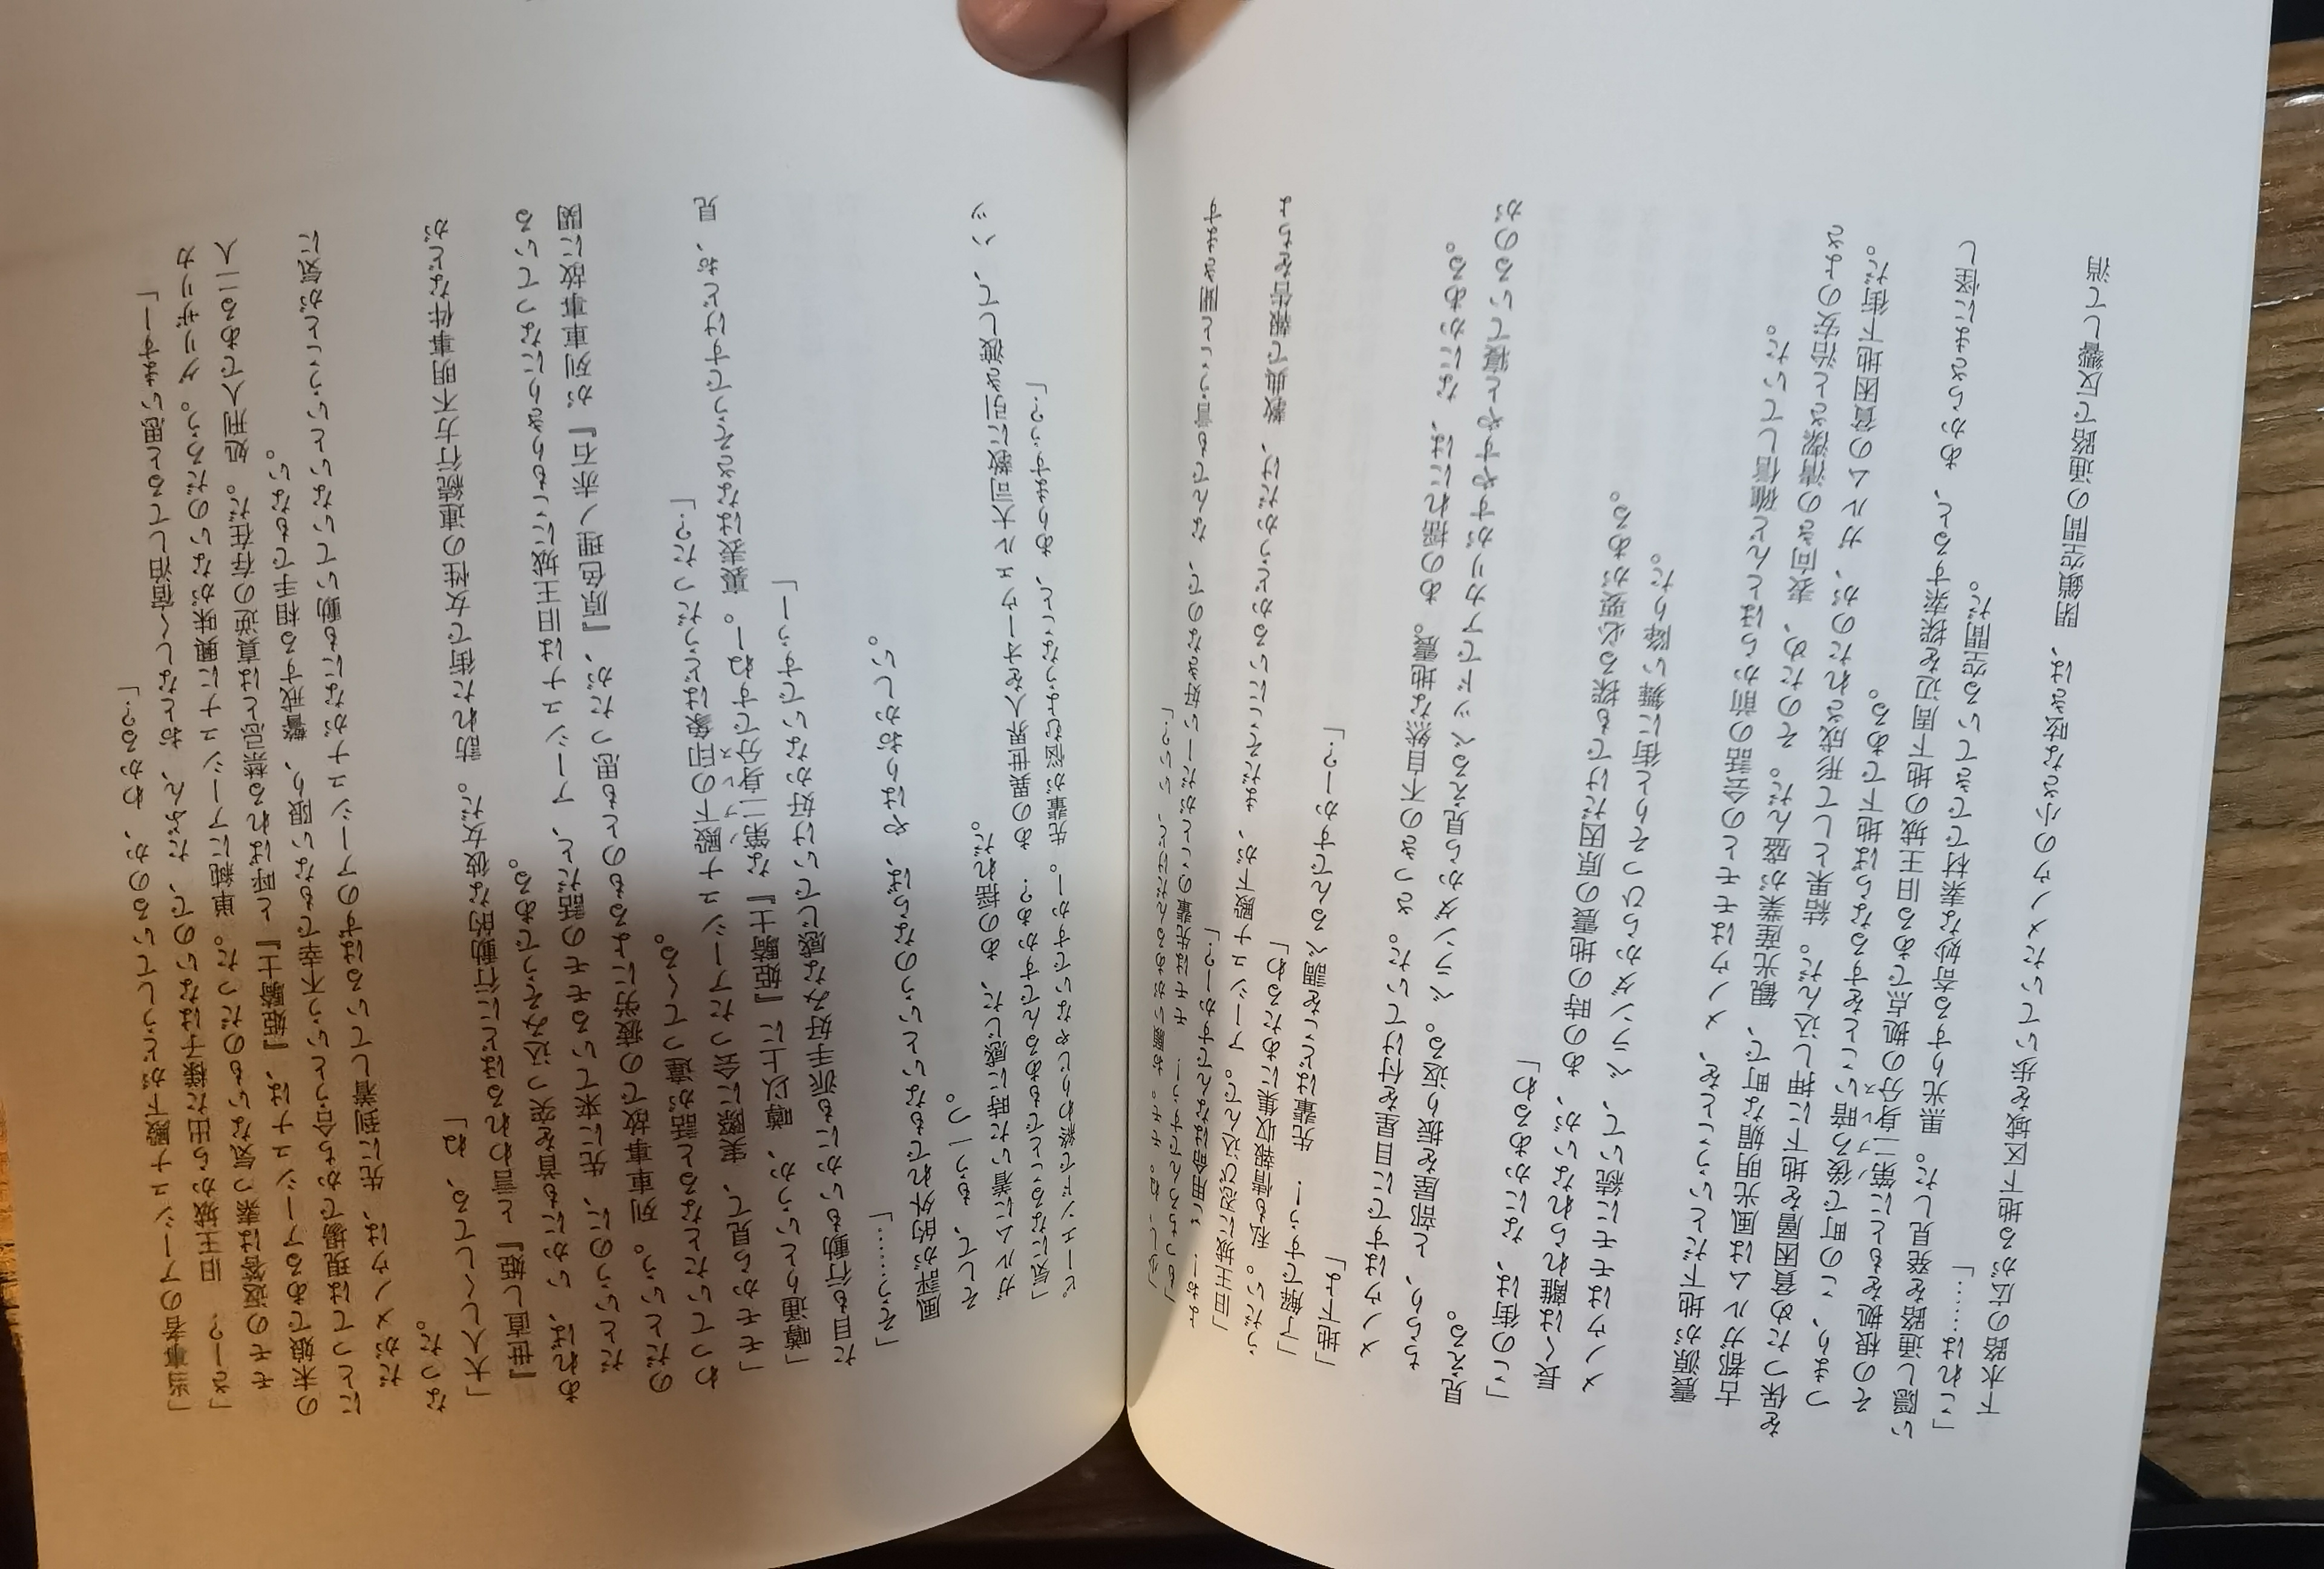 「当事者のアーシュナ殿下がどうしているのか、わかる？」
「さー？　旧王城から出た様子はないので、たぶん、おとなしく宿泊してると思いますー」
モモの返答は素っ気ないものだった。単純にアーシュナに興味がないのだろう。グリザリカ
の末娘であるアーシュナは、『姫騎士』と呼ばれる禁忌とは真逆の存在だ。処刑人である二人
にとっては現場でかち合うという不幸でもない限り、警戒する相手でもない。
だがメノウは、先に到着しているはずのアーシュナがなにも動いていないということが気に
なった。
「大人しくしてる、ね」
『世直し姫』と言われるほどに行動的な彼女だ。訪れた街で女性の連続行方不明事件などが
あれば、いかにも首を突っ込みそうである。
だというのに、先に来ているモモの話だと、アーシュナは旧王城にこもりきりになっている
のだという。列車事故での疲労によるものとも思ったが、『原色理ノ赤石』が列車事故に関
わっていたとなると話が違ってくる。
「モモから見て、実際に会ったアーシュナ殿下の印象はどうだった？」
「噂通りというか、噂以上に『姫騎士』な第二身分ですねー。裏表はなさそうですけどぉ、見
ノブレス
た目も行動もいかにも派手好みな感じでいけ好かないですぅー」
「そう……」
風評が的外れでもないというのならば、やはりおかしい。
そして、もう一つ。
ガルムに着いた時に感じた、あの揺れだ。
「気になることでもあるんですかぁ？　あの異世界人をオーウェル大司教に引き渡して、ハッ
ピーエンドで終わりじゃないですかー。先輩が悩むようなこと、ありますぅ？」
「少し、ね。モモ。お願いがあるんだけど、いい？」
「もっちろんですぅ！　モモは先輩のことがだーい好きなので、なんでも言うこと聞きます
よぉ！　ご用命はなんですかー？」
「旧王城に忍び込んで。アーシュナ殿下が、まだそこにいるかどうかだけ、教典で報告をちょ
うだい。私も情報収集にあたるわ」
「了解ですぅ！　先輩はどこを調べるんですかー？」
「地下よ」
メノウはすでに目星を付けていた。さっきの不自然な地震。あの揺れには、なにかある。
ちらり、と部屋を振り返る。ベランダから見えるベッドでアカリがすやすやと寝ているのが
見える。
「この街は、なにかあるわ」
長くは離れられないが、あの時の地震の原因だけでも探る必要がある。
メノウはモモに続いて、ベランダからひっそりと街に舞い降りた。
震源が地下だということを、メノウはモモとの会話の前からほとんど確信していた。
古都ガルムは風光明媚な町で、観光産業が盛んだ。そのため、表向きの清潔さと治安のよさ
を保つため貧困層を地下に押し込んだ。結果として形成されたのが、ガルムの貧困地下街だ。
つまり、この町で後ろ暗いことをするならば地下である。
その根拠をもとに第二身分の拠点である旧王城の地下周辺を探索すると、あからさまに怪し
ノブレス
い隠し通路を発見した。黒光りする奇妙な素材でできている空間だ。
「これは……」
下水路の広がる地下区域を歩いていたメノウの小さな呟きは、閉鎖空間の通路で反響して消